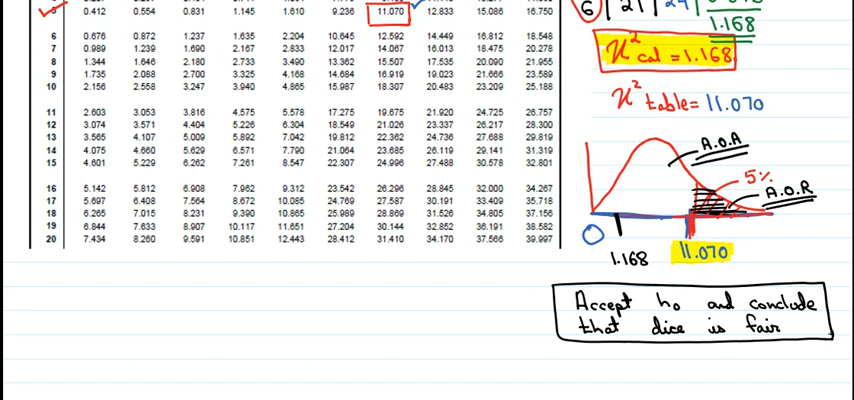 5 0.412 0.554 0.831 1.145 1.610 9.236 11.070 12.833 15.086 16.750
6 0.676 0.872 1.237 1.635 2.204 10.645 12.592 14.449 16.812 18.548
7 0.989 1.239 1.690 2.167 2.833 12.017 14.067 16.013 18.475 20.278
8 1.344 1.646 2.180 2.733 3.490 13.362 15.507 17.535 20.090 21.955
9 1.735 2.088 2.700 3.325 4.168 14.684 16.919 19.023 21.666 23.589
10 2.156 2.558 3.247 3.940 4.865 15.987 18.307 20.483 23.209 25.188
11 2.603 3.053 3.816 4.575 5.578 17.275 19.675 21.920 24.725 26.757
12 3.074 3.571 4.404 5.226 6.304 18.549 21.026 23.337 26.217 28.300
13 3.565 4.107 5.009 5.892 7.042 19.812 22.362 24.736 27.688 29.819
14 4.075 4.660 5.629 6.571 7.790 21.064 23.685 26.119 29.141 31.319
15 4.601 5.229 6.262 7.261 8.547 22.307 24.996 27.488 30.578 32.801
16 5.142 5.812 6.908 7.962 9.312 23.542 26.296 28.845 32.000 34.267
17 5.697 6.408 7.564 8.672 10.085 24.769 27.587 30.191 33.409 35.718
18 6.265 7.015 8.231 9.390 10.865 25.989 28.869 31.526 34.805 37.156
19 6.844 7.633 8.907 10.117 11.651 27.204 30.144 32.852 36.191 38.582
20 7.434 8.260 9.591 10.851 12.443 28.412 31.410 34.170 37.566 39.997
6 | 21 | 24 |
1.168
x² cal = 1.168
x² table = 11.070
A.O.A
5%
A.O.R
0
1.168
11.070
Accept ho and conclude
that dice is fair